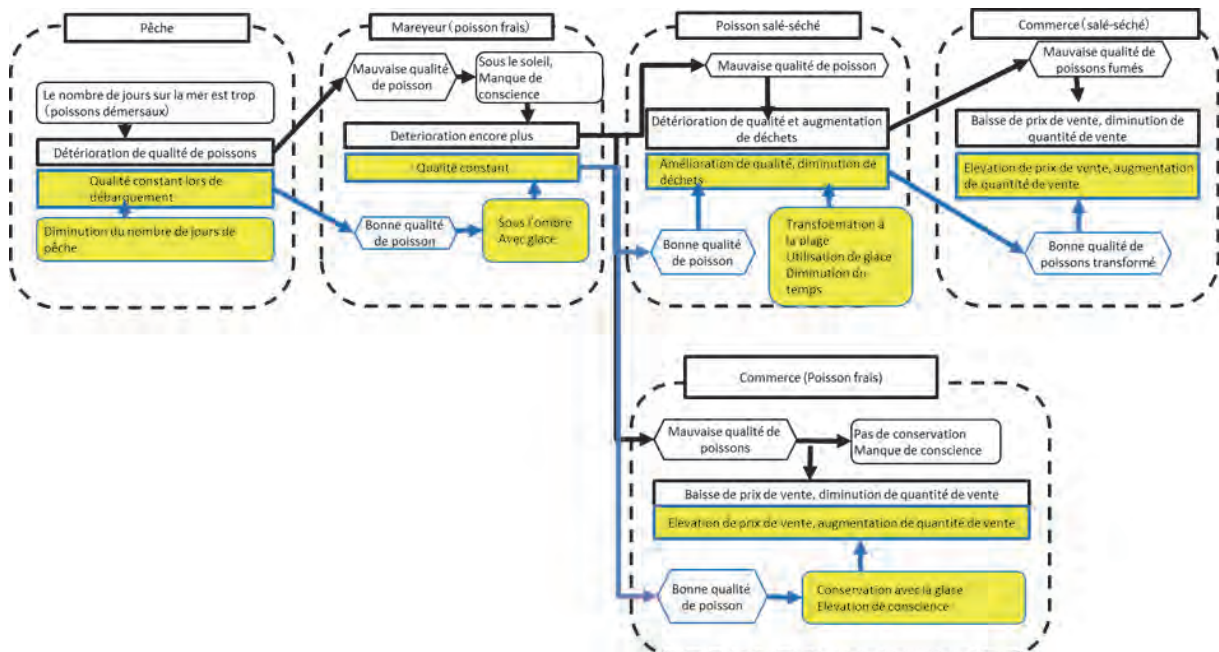 Pêche
Le nombre de jours sur la mer est trop
(poissons démersaux)
Détérioration de qualité de poissons
Qualité constant lors de
débarquement
Diminution du nombre de jours de
pêche
Mareyeur (poisson frais)
Mauvaise qualité
de poisson
Sous le soleil,
Manque de
conscience
Deterioration encore plus
Qualité constant
Bonne qualité
de poisson
Sous l'ombre
Avec glace
Poisson salé-séché
Mauvaise qualité de poisson
Détérioration de qualité et augmentation
de déchets
Amélioration de qualité, diminution de
déchets
Bonne qualité
de poisson
Transformation à
la plage
Utilisation de glace
Diminution du
temps
Commerce (salé-séché)
Mauvaise qualité de
poissons fumés
Baisse de prix de vente, diminution de
quantité de vente
Elevation de prix de vente, augmentation
de quantité de vente
Bonne qualité de
poissons transformé
Commerce (Poisson frais)
Mauvaise qualité de
poissons
Pas de conservation
Manque de conscience
Baisse de prix de vente, diminution de quantité de vente
Elevation de prix de vente, augmentation de quantité de vente
Bonne qualité
de poisson
Conservation avec la glase
Elevation de conscience